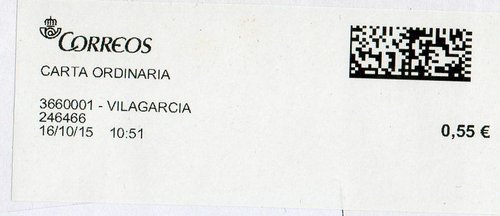 CORREOS
CARTA ORDINARIA
3660001 - VILAGARCIA
246466
16/10/15 10:51
0,55 €